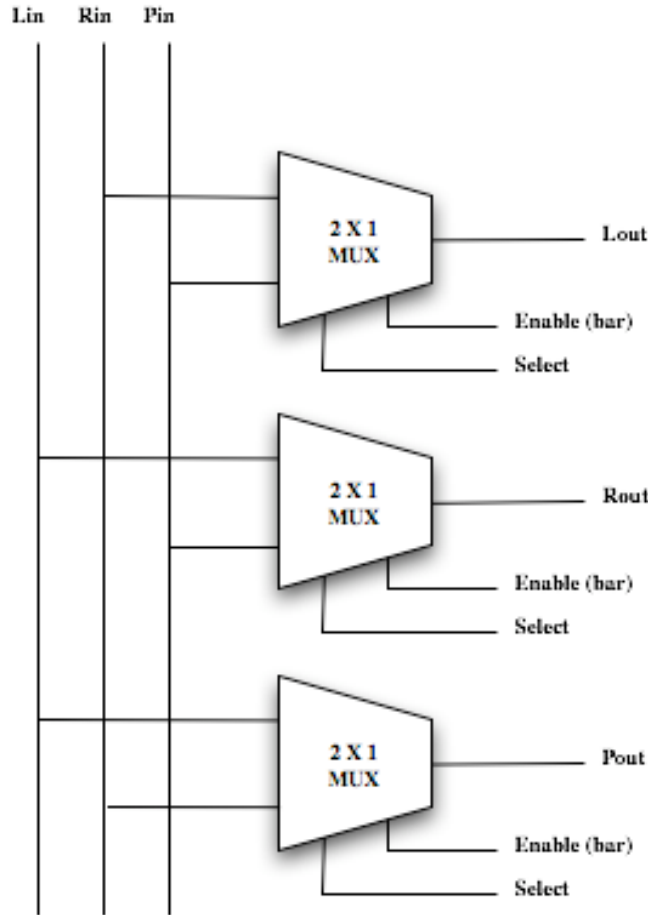 Lin Rin Pin
2 X 1
MUX
Lout
Enable (bar)
Select
2 X 1
MUX
Rout
Enable (bar)
Select
2 X 1
MUX
Pout
Enable (bar)
Select